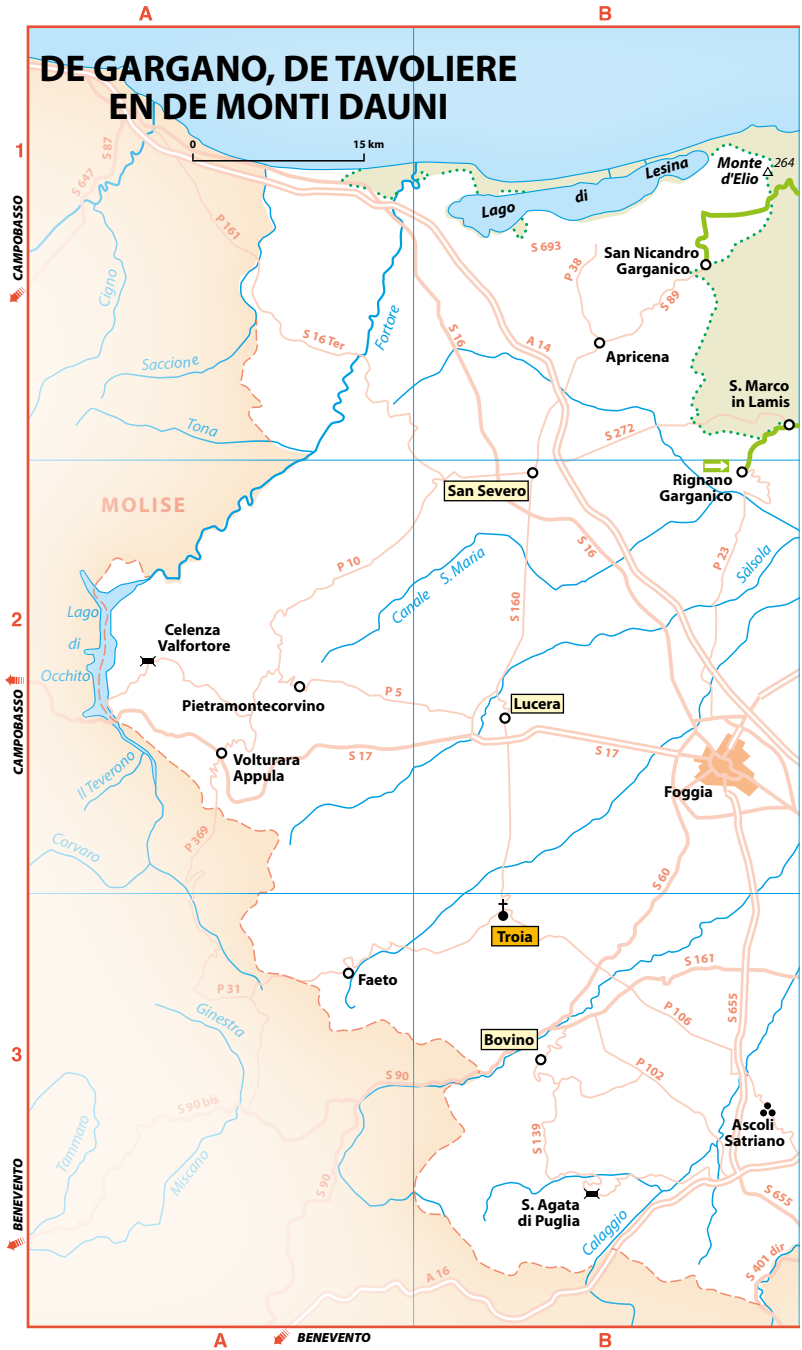 A
B
DE GARGANO, DE TAVOLIERE
EN DE MONTI DAUNI
0
15 km
1
S 87
S 647
CAMPOBASSO
P 161
Cigno
Saccione
Tona
S 16 Ter
Fortore
Lago
di
Lesina
Monte
d'Elio
264
S 693
P 38
San Nicandro
Garganico
S 89
S 16
A 14
Apricena
S. Marco
in Lamis
S 272
Rignano
Garganico
San Severo
MOLISE
P 10
Canale
S. Maria
S 16
P 23
Sàlsola
S 160
2
Lago
di
Occhito
Celenza
Valfortore
CAMPOBASSO
Pietramontecorvino
P 5
Lucera
Volturara
Appula
S 17
S 17
Foggia
Il Teverono
P 369
Corvaro
S 60
Troia
Faeto
S 161
P 31
Ginestra
P 106
S 655
Bovino
3
S 90
P 102
S 90 bis
Tammaro
Miscano
S 90
S 139
Ascoli
Satriano
S. Agata
di Puglia
Calaggio
S 655
S 401 dir
BENEVENTO
A 16
A
BENEVENTO
B